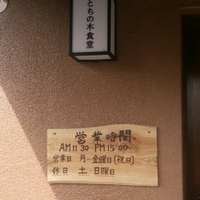 とちの木食堂
営業時間
AM11:30-PM15:00
営業日 月-金曜日(祝日)
休日 土 日曜日